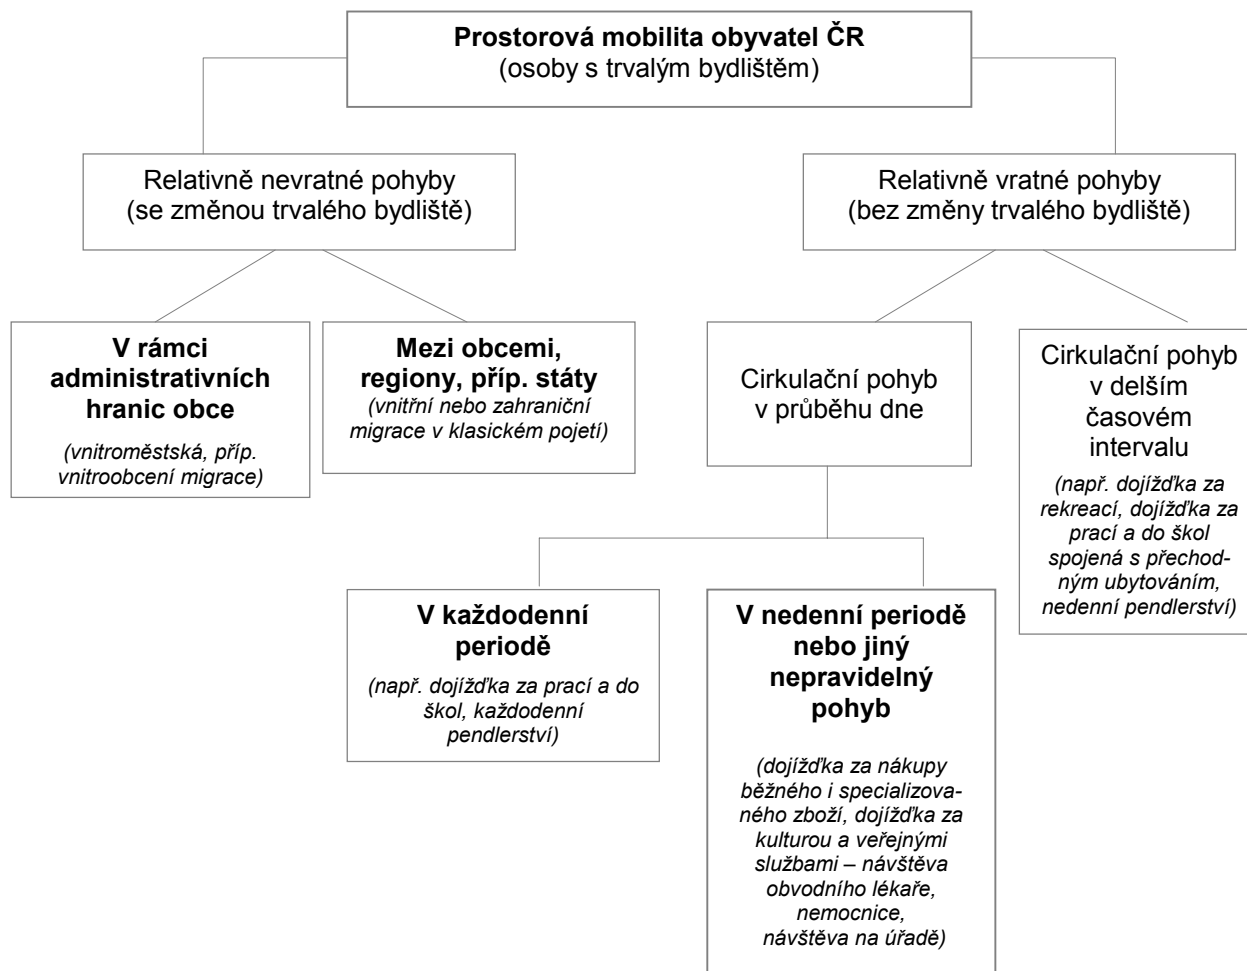 Prostorová mobilita obyvatel ČR
(osoby s trvalým bydlištěm)
Relativně nevratné pohyby
(se změnou trvalého bydliště)
Relativně vratné pohyby
(bez změny trvalého bydliště)
V rámci
administrativních
hranic obce
(vnitroměstská, příp.
vnitroobcení migrace)
Mezi obcemi,
regiony, příp. státy
(vnitřní nebo zahraniční
migrace v klasickém pojetí)
Cirkulační pohyb
v průběhu dne
Cirkulační pohyb
v delším
časovém
intervalu
(např. dojížďka za
rekreací, dojížďka za
prací a do škol
spojená s přechod-
ným ubytováním,
nedenní pendlerství)
V každodenní
periodě
(např. dojížďka za prací a do
škol, každodenní
pendlerství)
V nedenní periodě
nebo jiný
nepravidelný
pohyb
(dojížďka za nákupy
běžného i specializova-
ného zboží, dojížďka za
kulturou a veřejnými
službami – návštěva
obvodního lékaře,
nemocnice,
návštěva na úřadě)